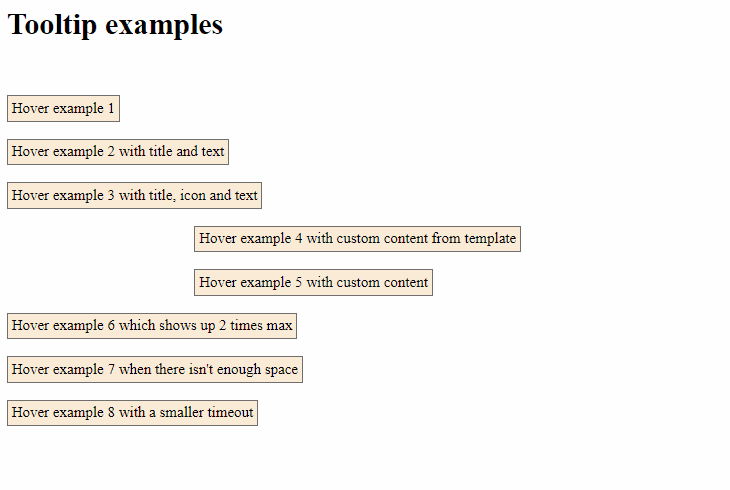 Tooltip examples
Hover example 1
Hover example 2 with title and text
Hover example 3 with title, icon and text
Hover example 4 with custom content from template
Hover example 5 with custom content
Hover example 6 which shows up 2 times max
Hover example 7 when there isn't enough space
Hover example 8 with a smaller timeout